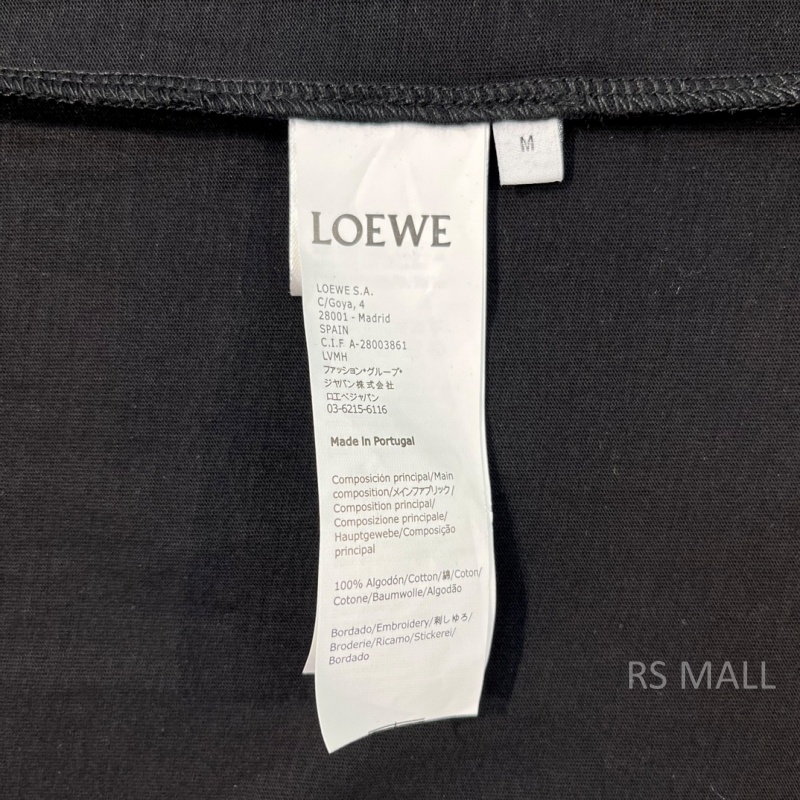 M
LOEWE
LOEWE S.A.
C/Goya, 4
28001 - Madrid
SPAIN
C.I.F. A-28003861
LVMH
ファッション・グループ・
ジャパン株式会社
ロエベジャパン
03-6215-6116
Made in Portugal
Composición principal/Main
composition/メインファブリック/
Composition principal/
Composizione principale/
Hauptgewebe/Composição
principal
100% Algodón/Cotton/綿/Coton/
Cotone/Baumwolle/Algodão
Bordado/Embroidery/刺しゆろ/
Broderie/Ricamo/Stickerei/
Bordado
RS MALL